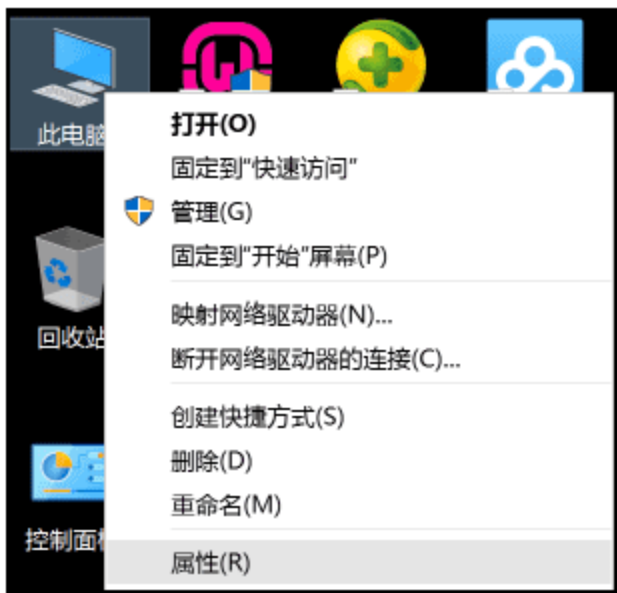 此电脑
打开(O)
固定到"快速访问"
管理(G)
固定到"开始"屏幕(P)
映射网络驱动器(N)...
回收站
断开网络驱动器的连接(C)...
创建快捷方式(S)
删除(D)
重命名(M)
控制面板
属性(R)